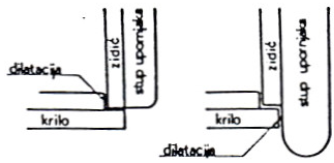 dilatacija
zidić
stup upornjaka
krilo
zidić
stup upornjaka
krilo
dilatacija